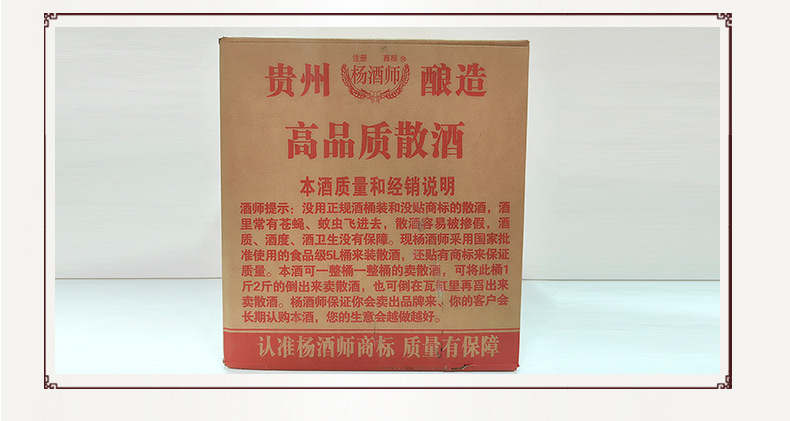 注册 商标®
贵州 杨酒师 酿造
高品质散酒
本酒质量和经销说明
酒师提示：没用正规酒桶装和没贴商标的散酒，酒
里常有苍蝇、蚊虫飞进去，散酒容易被掺假，酒
质、酒度、酒卫生没有保障。现杨酒师采用国家批
准使用的食品级5L桶来装散酒，还贴有商标来保证
质量。本酒可一整桶一整桶的卖散酒，可将此桶1
斤2斤的倒出来卖散酒，也可倒在瓦缸里再舀出来
卖散酒。杨酒师保证你会卖出品牌来、你的客户会
长期认购本酒，您的生意会越做越好。
认准杨酒师商标 质量有保障